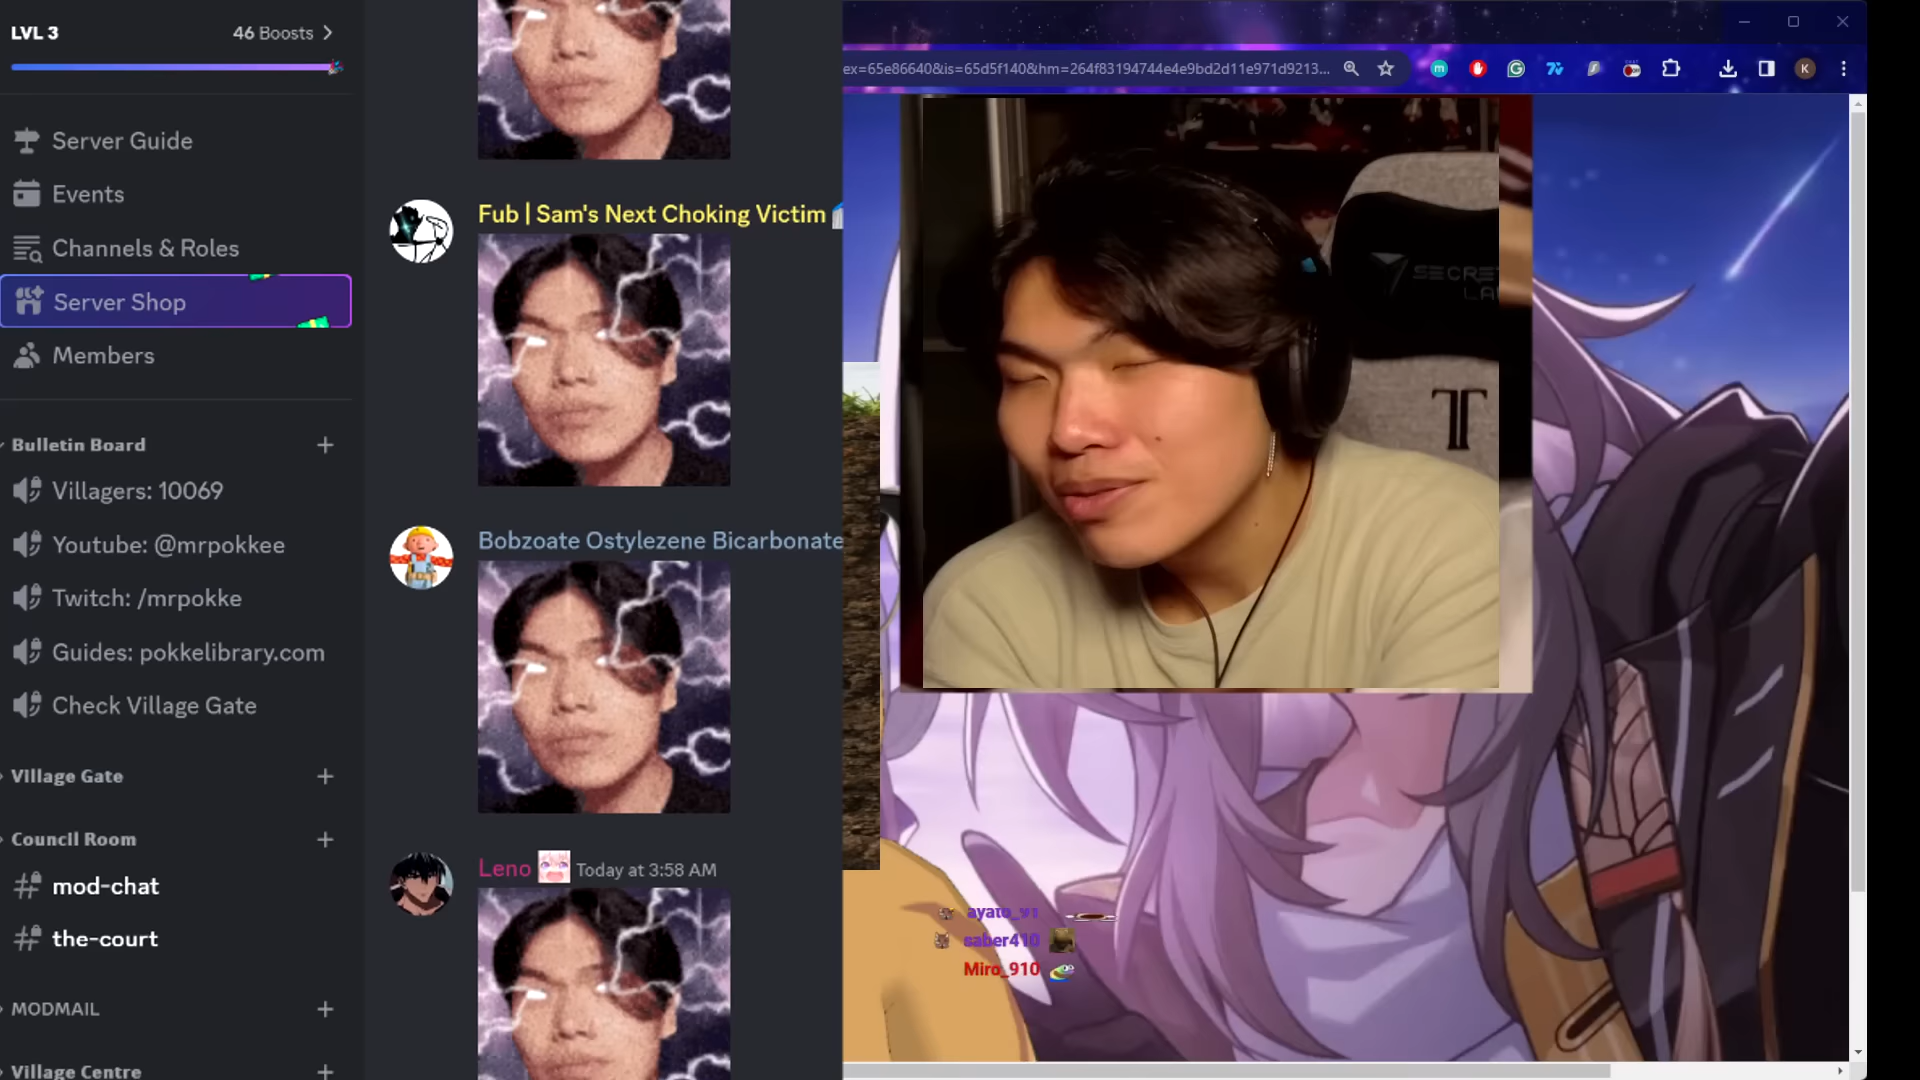 LVL 3
46 Boosts
Server Guide
Events
Channels & Roles
Server Shop
Members
Bulletin Board
Villagers: 10069
Youtube: @mrpokkee
Twitch: /mrpokke
Guides: pokkelibrary.com
Check Village Gate
Village Gate
Council Room
mod-chat
the-court
MODMAIL
Village Centre
Fub | Sam's Next Choking Victim
Bobzoate Ostylezene Bicarbonate
Leno Today at 3:58 AM
ex=65e86640&is=65d5f140&hm=264f83194744e4e9bd2d11e971d9213...
K
SECRET
LA
ayato_91
saber410
Miro_910